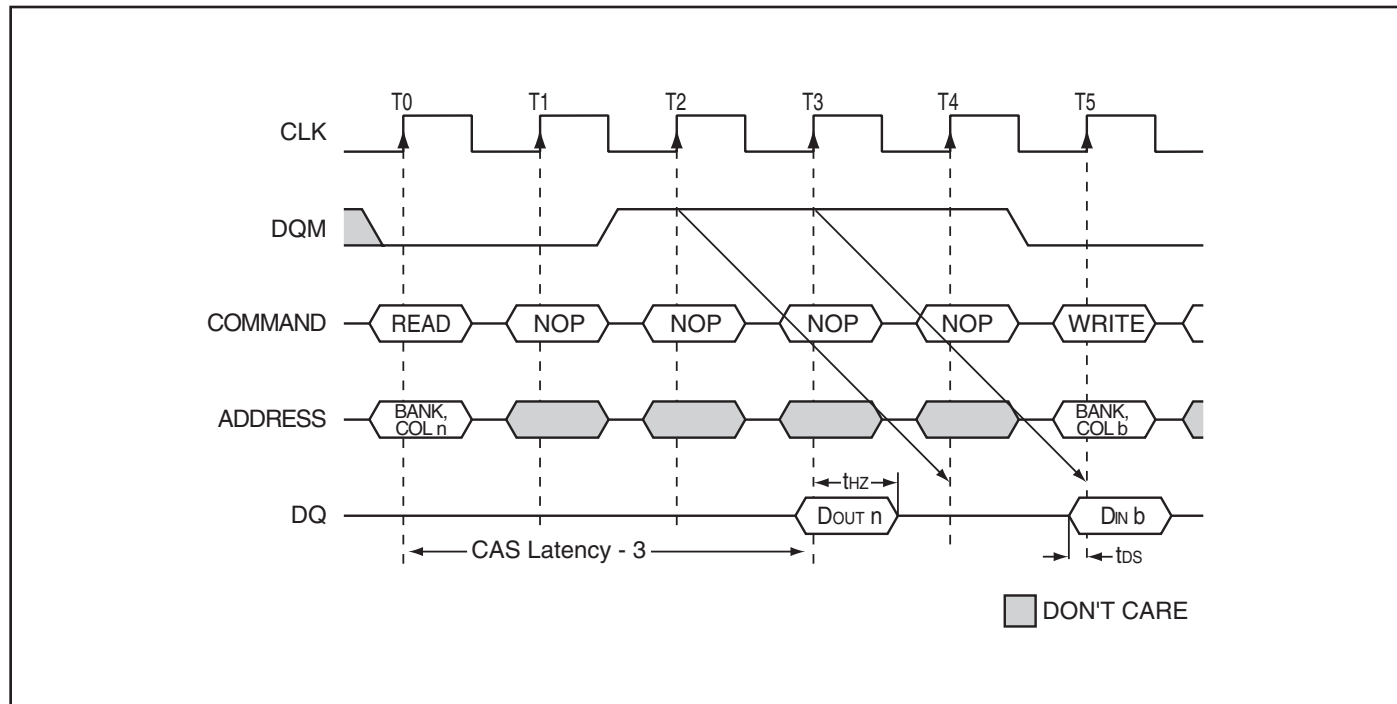 T0 T1 T2 T3 T4 T5
CLK
DQM
COMMAND READ NOP NOP NOP NOP WRITE
ADDRESS BANK, COL n BANK, COL b
tHZ
DQ DOUT n DIN b
CAS Latency - 3 tDS
DON'T CARE